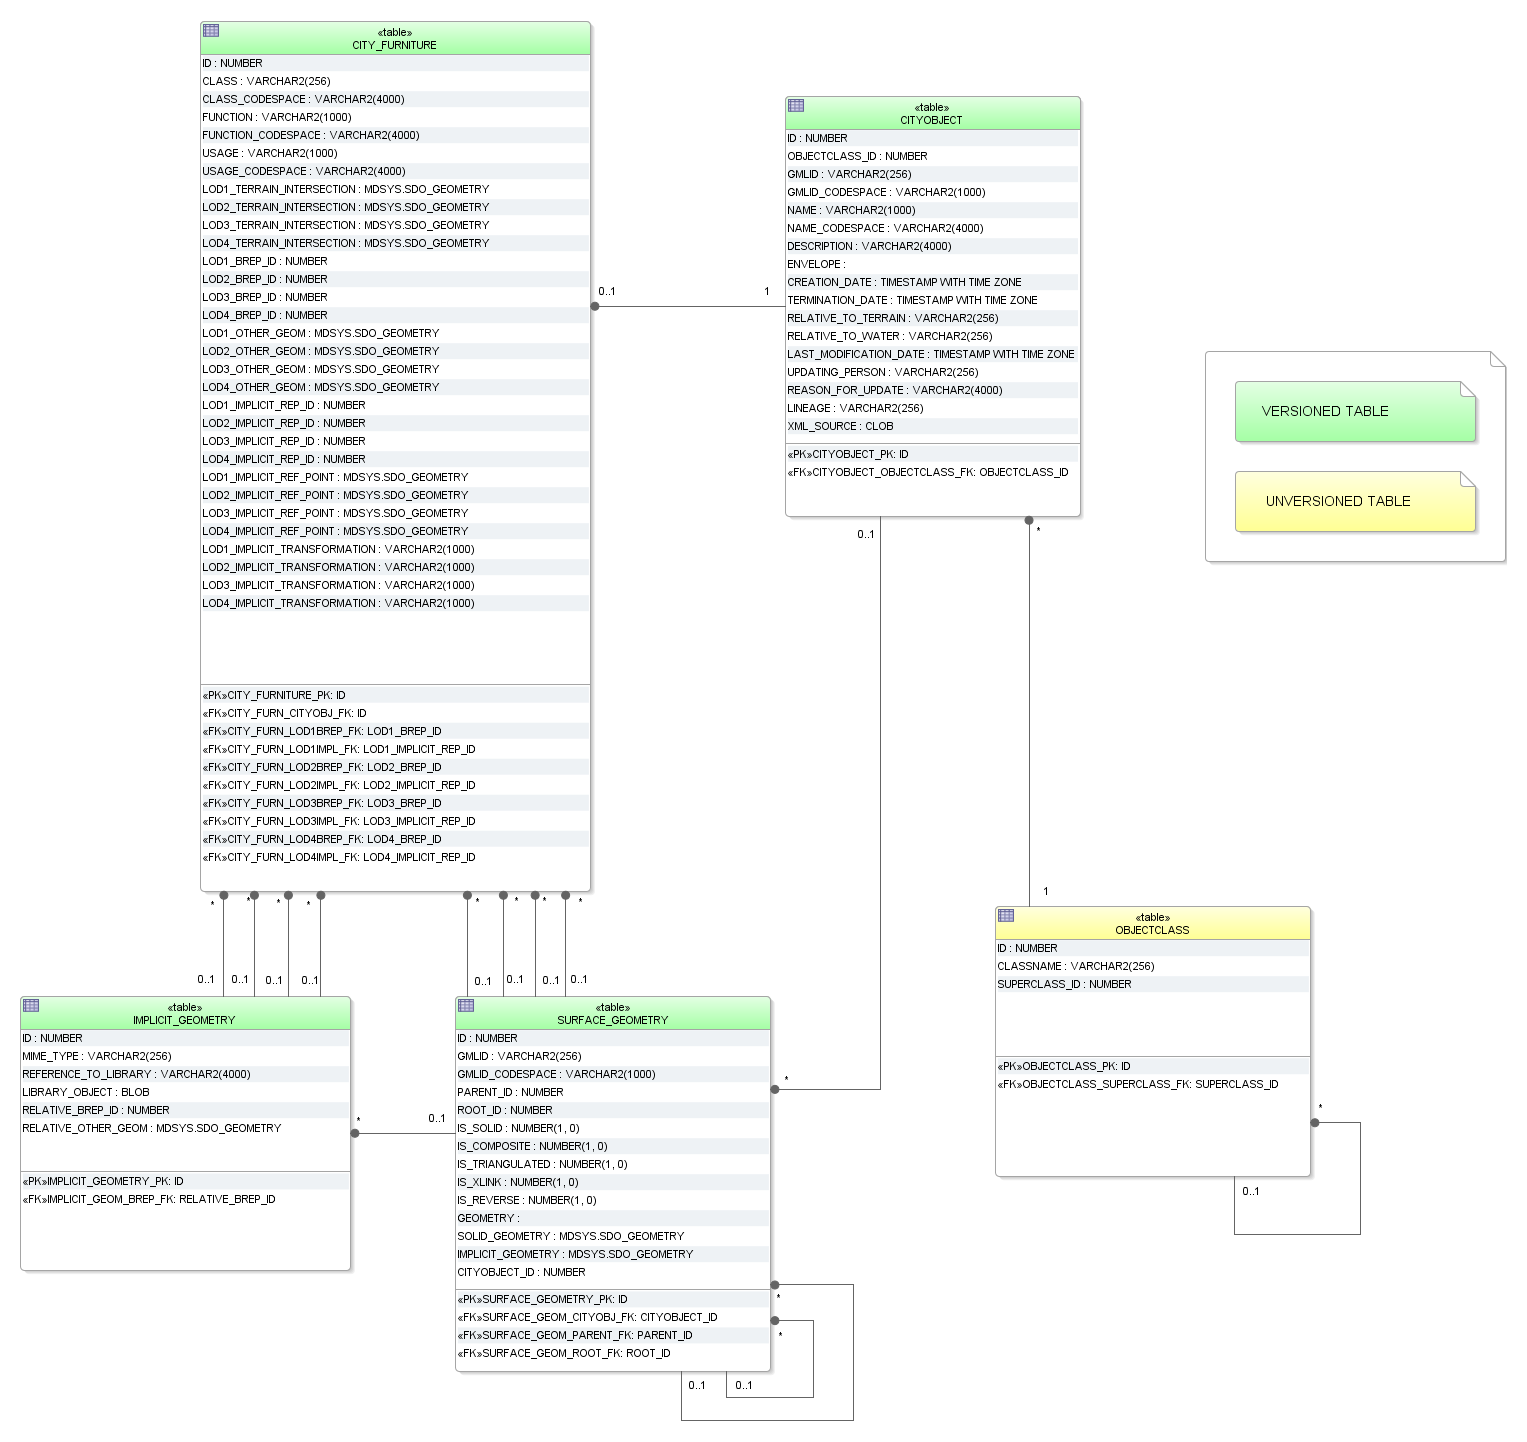 «table»
CITY_FURNITURE
ID : NUMBER
CLASS : VARCHAR2(256)
CLASS_CODESPACE : VARCHAR2(4000)
FUNCTION : VARCHAR2(1000)
FUNCTION_CODESPACE : VARCHAR2(4000)
USAGE : VARCHAR2(1000)
USAGE_CODESPACE : VARCHAR2(4000)
LOD1_TERRAIN_INTERSECTION : MDSYS.SDO_GEOMETRY
LOD2_TERRAIN_INTERSECTION : MDSYS.SDO_GEOMETRY
LOD3_TERRAIN_INTERSECTION : MDSYS.SDO_GEOMETRY
LOD4_TERRAIN_INTERSECTION : MDSYS.SDO_GEOMETRY
LOD1_BREP_ID : NUMBER
LOD2_BREP_ID : NUMBER
LOD3_BREP_ID : NUMBER
LOD4_BREP_ID : NUMBER
LOD1_OTHER_GEOM : MDSYS.SDO_GEOMETRY
LOD2_OTHER_GEOM : MDSYS.SDO_GEOMETRY
LOD3_OTHER_GEOM : MDSYS.SDO_GEOMETRY
LOD4_OTHER_GEOM : MDSYS.SDO_GEOMETRY
LOD1_IMPLICIT_REP_ID : NUMBER
LOD2_IMPLICIT_REP_ID : NUMBER
LOD3_IMPLICIT_REP_ID : NUMBER
LOD4_IMPLICIT_REP_ID : NUMBER
LOD1_IMPLICIT_REF_POINT : MDSYS.SDO_GEOMETRY
LOD2_IMPLICIT_REF_POINT : MDSYS.SDO_GEOMETRY
LOD3_IMPLICIT_REF_POINT : MDSYS.SDO_GEOMETRY
LOD4_IMPLICIT_REF_POINT : MDSYS.SDO_GEOMETRY
LOD1_IMPLICIT_TRANSFORMATION : VARCHAR2(1000)
LOD2_IMPLICIT_TRANSFORMATION : VARCHAR2(1000)
LOD3_IMPLICIT_TRANSFORMATION : VARCHAR2(1000)
LOD4_IMPLICIT_TRANSFORMATION : VARCHAR2(1000)
«PK»CITY_FURNITURE_PK: ID
«FK»CITY_FURN_CITYOBJ_FK: ID
«FK»CITY_FURN_LOD1BREP_FK: LOD1_BREP_ID
«FK»CITY_FURN_LOD1IMPL_FK: LOD1_IMPLICIT_REP_ID
«FK»CITY_FURN_LOD2BREP_FK: LOD2_BREP_ID
«FK»CITY_FURN_LOD2IMPL_FK: LOD2_IMPLICIT_REP_ID
«FK»CITY_FURN_LOD3BREP_FK: LOD3_BREP_ID
«FK»CITY_FURN_LOD3IMPL_FK: LOD3_IMPLICIT_REP_ID
«FK»CITY_FURN_LOD4BREP_FK: LOD4_BREP_ID
«FK»CITY_FURN_LOD4IMPL_FK: LOD4_IMPLICIT_REP_ID
0..1 1
«table»
CITYOBJECT
ID : NUMBER
OBJECTCLASS_ID : NUMBER
GMLID : VARCHAR2(256)
GMLID_CODESPACE : VARCHAR2(1000)
NAME : VARCHAR2(1000)
NAME_CODESPACE : VARCHAR2(4000)
DESCRIPTION : VARCHAR2(4000)
ENVELOPE :
CREATION_DATE : TIMESTAMP WITH TIME ZONE
TERMINATION_DATE : TIMESTAMP WITH TIME ZONE
RELATIVE_TO_TERRAIN : VARCHAR2(256)
RELATIVE_TO_WATER : VARCHAR2(256)
LAST_MODIFICATION_DATE : TIMESTAMP WITH TIME ZONE
UPDATING_PERSON : VARCHAR2(256)
REASON_FOR_UPDATE : VARCHAR2(4000)
LINEAGE : VARCHAR2(256)
XML_SOURCE : CLOB
«PK»CITYOBJECT_PK: ID
«FK»CITYOBJECT_OBJECTCLASS_FK: OBJECTCLASS_ID
0..1 *
VERSIONED TABLE
UNVERSIONED TABLE
* * * * * * * *
0..1 0..1 0..1 0..1 0..1 0..1 0..1 0..1
«table»
IMPLICIT_GEOMETRY
ID : NUMBER
MIME_TYPE : VARCHAR2(256)
REFERENCE_TO_LIBRARY : VARCHAR2(4000)
LIBRARY_OBJECT : BLOB
RELATIVE_BREP_ID : NUMBER
RELATIVE_OTHER_GEOM : MDSYS.SDO_GEOMETRY
«PK»IMPLICIT_GEOMETRY_PK: ID
«FK»IMPLICIT_GEOM_BREP_FK: RELATIVE_BREP_ID
* 0..1
«table»
SURFACE_GEOMETRY
ID : NUMBER
GMLID : VARCHAR2(256)
GMLID_CODESPACE : VARCHAR2(1000)
PARENT_ID : NUMBER
ROOT_ID : NUMBER
IS_SOLID : NUMBER(1, 0)
IS_COMPOSITE : NUMBER(1, 0)
IS_TRIANGULATED : NUMBER(1, 0)
IS_XLINK : NUMBER(1, 0)
IS_REVERSE : NUMBER(1, 0)
GEOMETRY :
SOLID_GEOMETRY : MDSYS.SDO_GEOMETRY
IMPLICIT_GEOMETRY : MDSYS.SDO_GEOMETRY
CITYOBJECT_ID : NUMBER
«PK»SURFACE_GEOMETRY_PK: ID
«FK»SURFACE_GEOM_CITYOBJ_FK: CITYOBJECT_ID
«FK»SURFACE_GEOM_PARENT_FK: PARENT_ID
«FK»SURFACE_GEOM_ROOT_FK: ROOT_ID
*
*
*
0..1 0..1
1
«table»
OBJECTCLASS
ID : NUMBER
CLASSNAME : VARCHAR2(256)
SUPERCLASS_ID : NUMBER
«PK»OBJECTCLASS_PK: ID
«FK»OBJECTCLASS_SUPERCLASS_FK: SUPERCLASS_ID
*
0..1